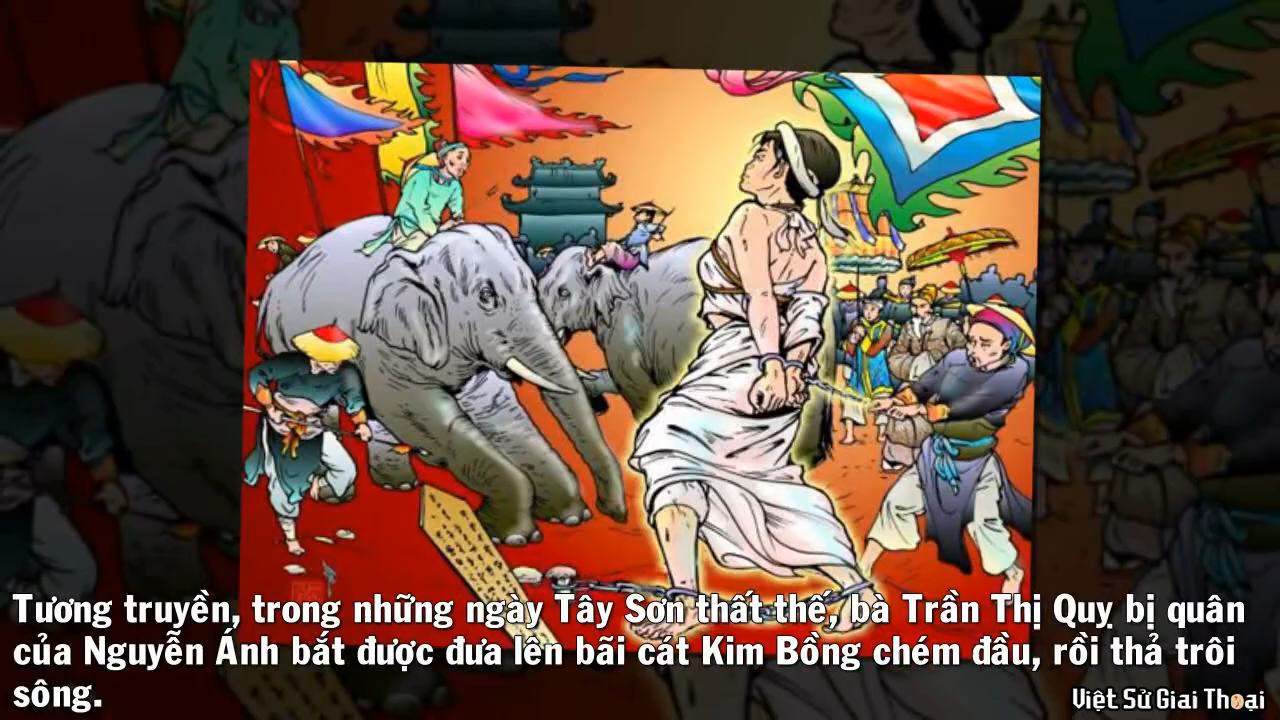 Tương truyền, trong những ngày Tây Sơn thất thế, bà Trần Thị Quỵ bị quân
của Nguyễn Ánh bắt được đưa lên bãi cát Kim Bồng chém đầu, rồi thả trôi
sông.
Việt Sử Giai Thoại